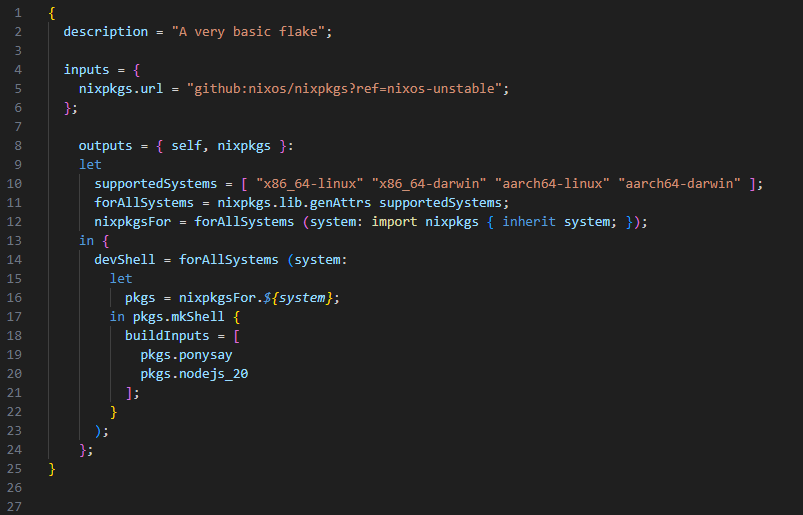 1 {
2   description = "A very basic flake";
3
4   inputs = {
5     nixpkgs.url = "github:nixos/nixpkgs?ref=nixos-unstable";
6   };
7
8     outputs = { self, nixpkgs }:
9     let
10       supportedSystems = [ "x86_64-linux" "x86_64-darwin" "aarch64-linux" "aarch64-darwin" ];
11       forAllSystems = nixpkgs.lib.genAttrs supportedSystems;
12       nixpkgsFor = forAllSystems (system: import nixpkgs { inherit system; });
13     in {
14       devShell = forAllSystems (system:
15         let
16           pkgs = nixpkgsFor.${system};
17         in pkgs.mkShell {
18           buildInputs = [
19             pkgs.ponysay
20             pkgs.nodejs_20
21           ];
22         }
23       );
24     };
25 }
26
27